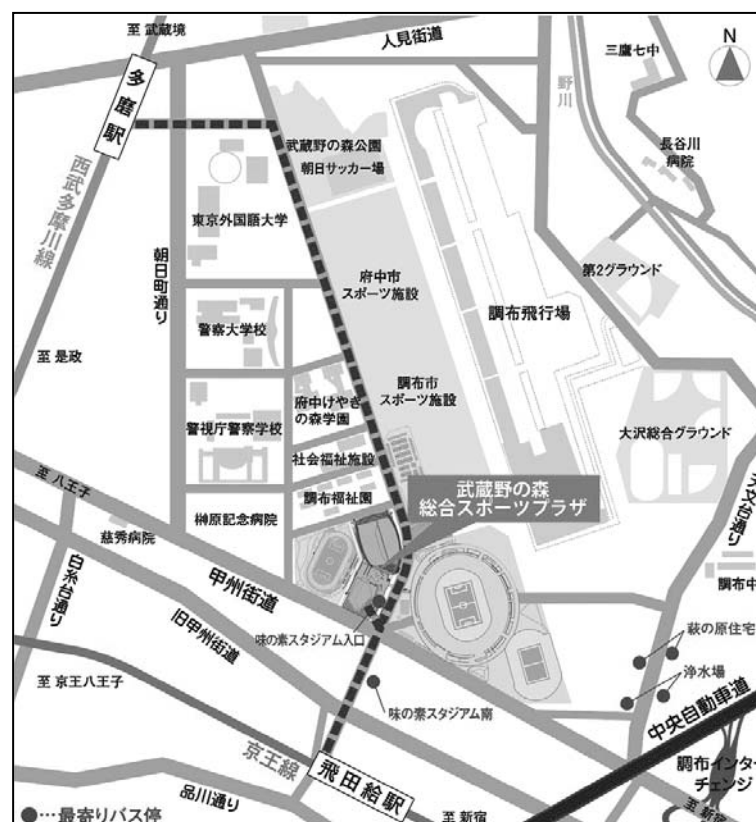 至 武蔵境
人見街道
N
三鷹七中
多磨駅
野川
武蔵野の森公園
朝日サッカー場
長谷川
病院
西武多摩川線
東京外国語大学
朝日町通り
府中市
スポーツ施設
第2グラウンド
調布飛行場
警察大学校
至 是政
調布市
スポーツ施設
府中けやき
の森学園
警視庁警察学校
大沢総合グラウンド
社会福祉施設
至 八王子
武蔵野の森
総合スポーツプラザ
調布福祉園
天文台通り
榊原記念病院
慈秀病院
甲州街道
白糸台通り
旧甲州街道
味の素スタジアム入口
調布中
萩の原住宅
浄水場
至 京王八王子
味の素スタジアム南
中央自動車道
京王線
飛田給駅
調布インター
チェンジ
品川通り
至 新宿
至 新宿
●…最寄りバス停